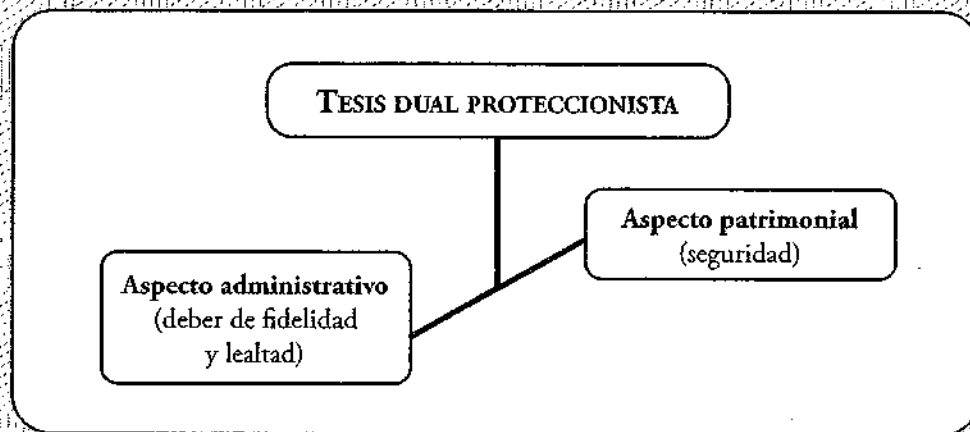 TESIS DUAL PROTECCIONISTA
Aspecto patrimonial
(seguridad)
Aspecto administrativo
(deber de fidelidad
y lealtad)